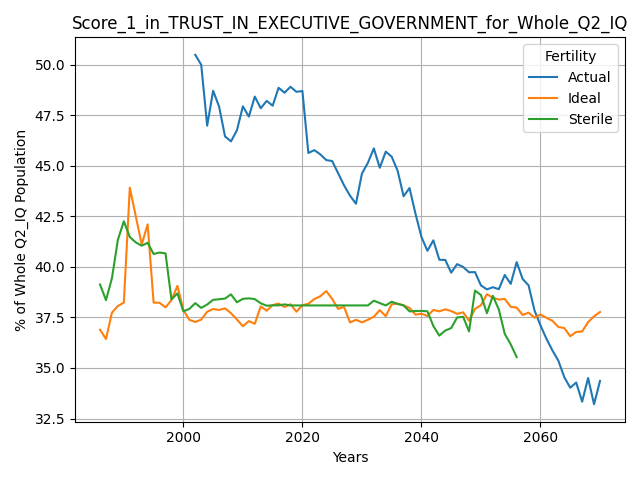 Score_1_in_TRUST_IN_EXECUTIVE_GOVERNMENT_for_Whole_Q2_IQ
Fertility
Actual
Ideal
Sterile
% of Whole Q2_IQ Population
50.0
47.5
45.0
42.5
40.0
37.5
35.0
32.5
2000
2020
2040
2060
Years